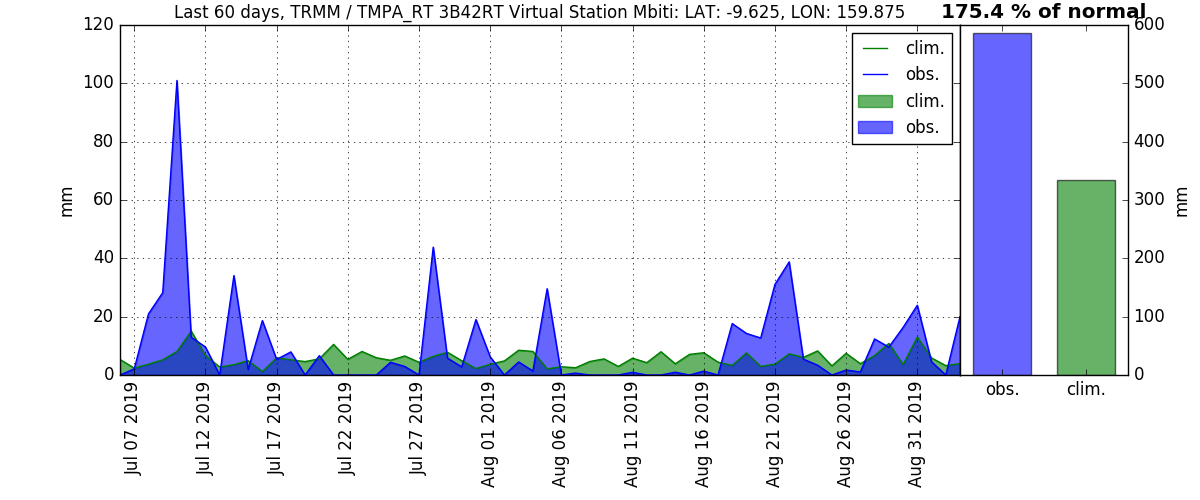 Last 60 days, TRMM / TMPA_RT 3B42RT Virtual Station Mbiti: LAT: -9.625, LON: 159.875
175.4 % of normal
120
100
80
60
40
20
0
mm
clim.
obs.
clim.
obs.
Jul 07 2019
Jul 12 2019
Jul 17 2019
Jul 22 2019
Jul 27 2019
Aug 01 2019
Aug 06 2019
Aug 11 2019
Aug 16 2019
Aug 21 2019
Aug 26 2019
Aug 31 2019
600
500
400
300
200
100
0
mm
obs.
clim.